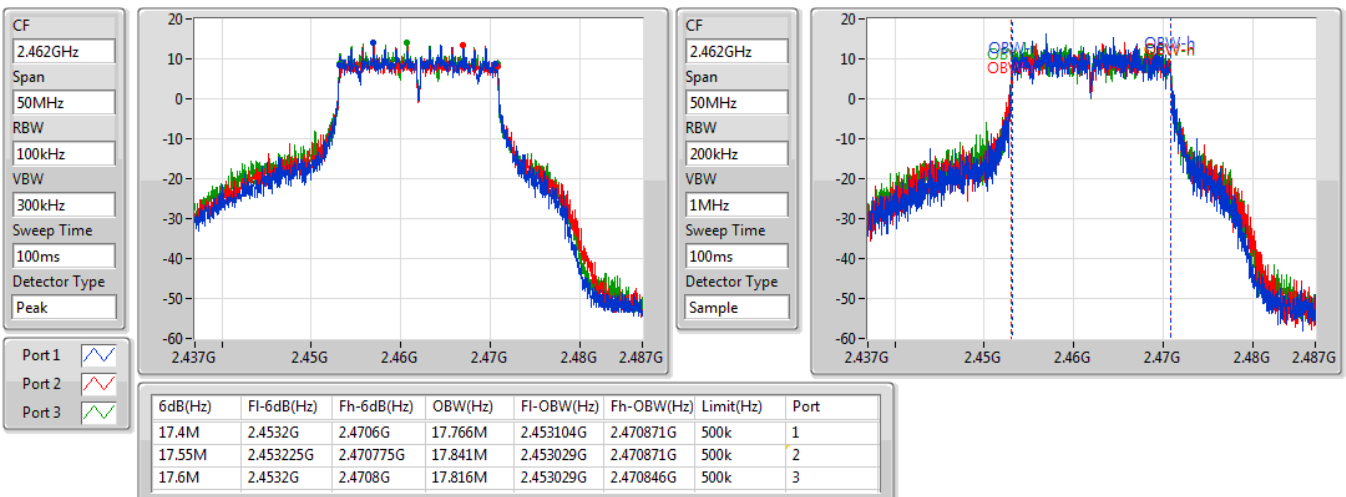 CF
2.462GHz
Span
50MHz
RBW
100kHz
VBW
300kHz
Sweep Time
100ms
Detector Type
Peak
Port 1
Port 2
Port 3
20
10
0
-10
-20
-30
-40
-50
-60
2.437G 2.45G 2.46G 2.47G 2.48G 2.487G
CF
2.462GHz
Span
50MHz
RBW
200kHz
VBW
1MHz
Sweep Time
100ms
Detector Type
Sample
20
10
0
-10
-20
-30
-40
-50
-60
OBW-h
2.437G 2.45G 2.46G 2.47G 2.48G 2.487G
6dB(Hz) Fl-6dB(Hz) Fh-6dB(Hz) OBW(Hz) Fl-OBW(Hz) Fh-OBW(Hz) Limit(Hz) Port
17.4M 2.4532G 2.4706G 17.766M 2.453104G 2.470871G 500k 1
17.55M 2.453225G 2.470775G 17.841M 2.453029G 2.470871G 500k 2
17.6M 2.4532G 2.4708G 17.816M 2.453029G 2.470846G 500k 3